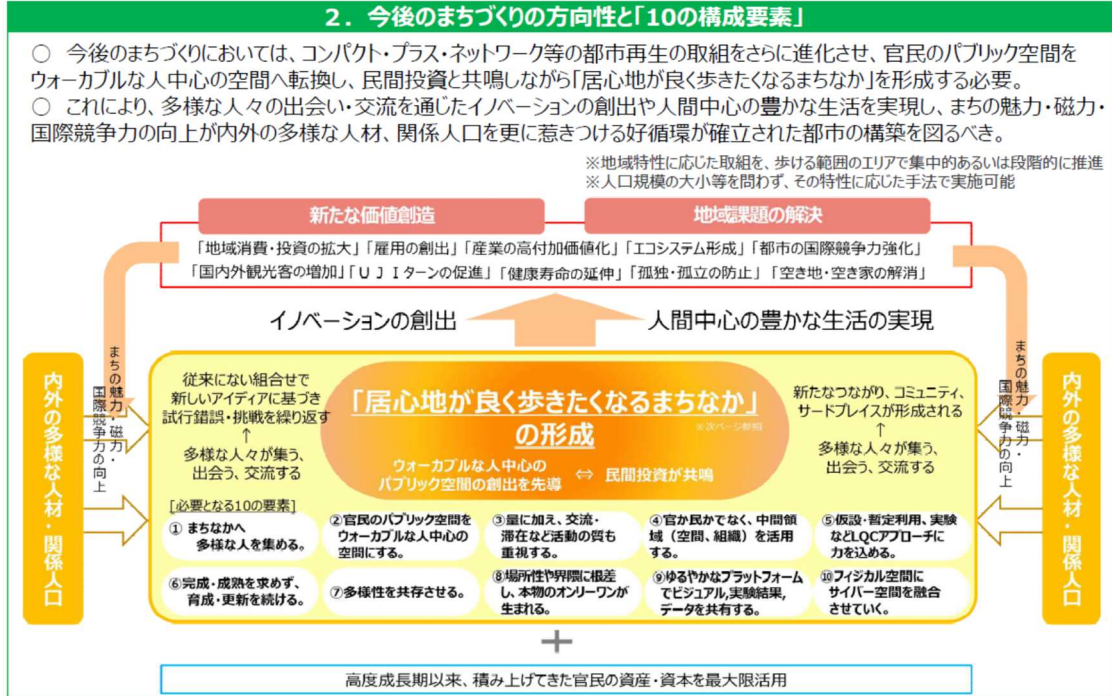 2．今後のまちづくりの方向性と「10の構成要素」
○ 今後のまちづくりにおいては、コンパクト・プラス・ネットワーク等の都市再生の取組をさらに進化させ、官民のパブリック空間を
ウォーカブルな人中心の空間へ転換し、民間投資と共鳴しながら「居心地が良く歩きたくなるまちなか」を形成する必要。
○ これにより、多様な人々の出会い・交流を通じたイノベーションの創出や人間中心の豊かな生活を実現し、まちの魅力・磁力・
国際競争力の向上が内外の多様な人材、関係人口を更に惹きつける好循環が確立された都市の構築を図るべき。
※地域特性に応じた取組を、歩ける範囲のエリアで集中的あるいは段階的に推進
※人口規模の大小等を問わず、その特性に応じた手法で実施可能
新たな価値創造
地域課題の解決
「地域消費・投資の拡大」「雇用の創出」「産業の高付加価値化」「エコシステム形成」「都市の国際競争力強化」
「国内外観光客の増加」「ＵＪＩターンの促進」「健康寿命の延伸」「孤独・孤立の防止」「空き地・空き家の解消」
イノベーションの創出
人間中心の豊かな生活の実現
まちの魅力・磁力・
国際競争力の向上
内外の多様な人材・関係人口
従来にない組合せで
新しいアイディアに基づき
試行錯誤・挑戦を繰り返す
↑
多様な人々が集う、
出会う、交流する
「居心地が良く歩きたくなるまちなか」
の形成
※次ページ参照
ウォーカブルな人中心の
パブリック空間の創出を先導
⇔
民間投資が共鳴
新たなつながり、コミュニティ、
サードプレイスが形成される
↑
多様な人々が集う、
出会う、交流する
まちの魅力・磁力・
国際競争力の向上
内外の多様な人材・関係人口
[必要となる10の要素]
① まちなかへ
多様な人を集める。
②官民のパブリック空間を
ウォーカブルな人中心の
空間にする。
③量に加え、交流・
滞在など活動の質も
重視する。
④官か民かでなく、中間領
域（空間、組織）を活用
する。
⑤仮設・暫定利用、実験
などLQCアプローチに
力を込める。
⑥完成・成熟を求めず、
育成・更新を続ける。
⑦多様性を共存させる。
⑧場所性や界隈に根差
し、本物のオンリーワンが
生まれる。
⑨ゆるやかなプラットフォーム
でビジュアル,実験結果,
データを共有する。
⑩フィジカル空間に
サイバー空間を融合
させていく。
＋
高度成長期以来、積み上げてきた官民の資産・資本を最大限活用